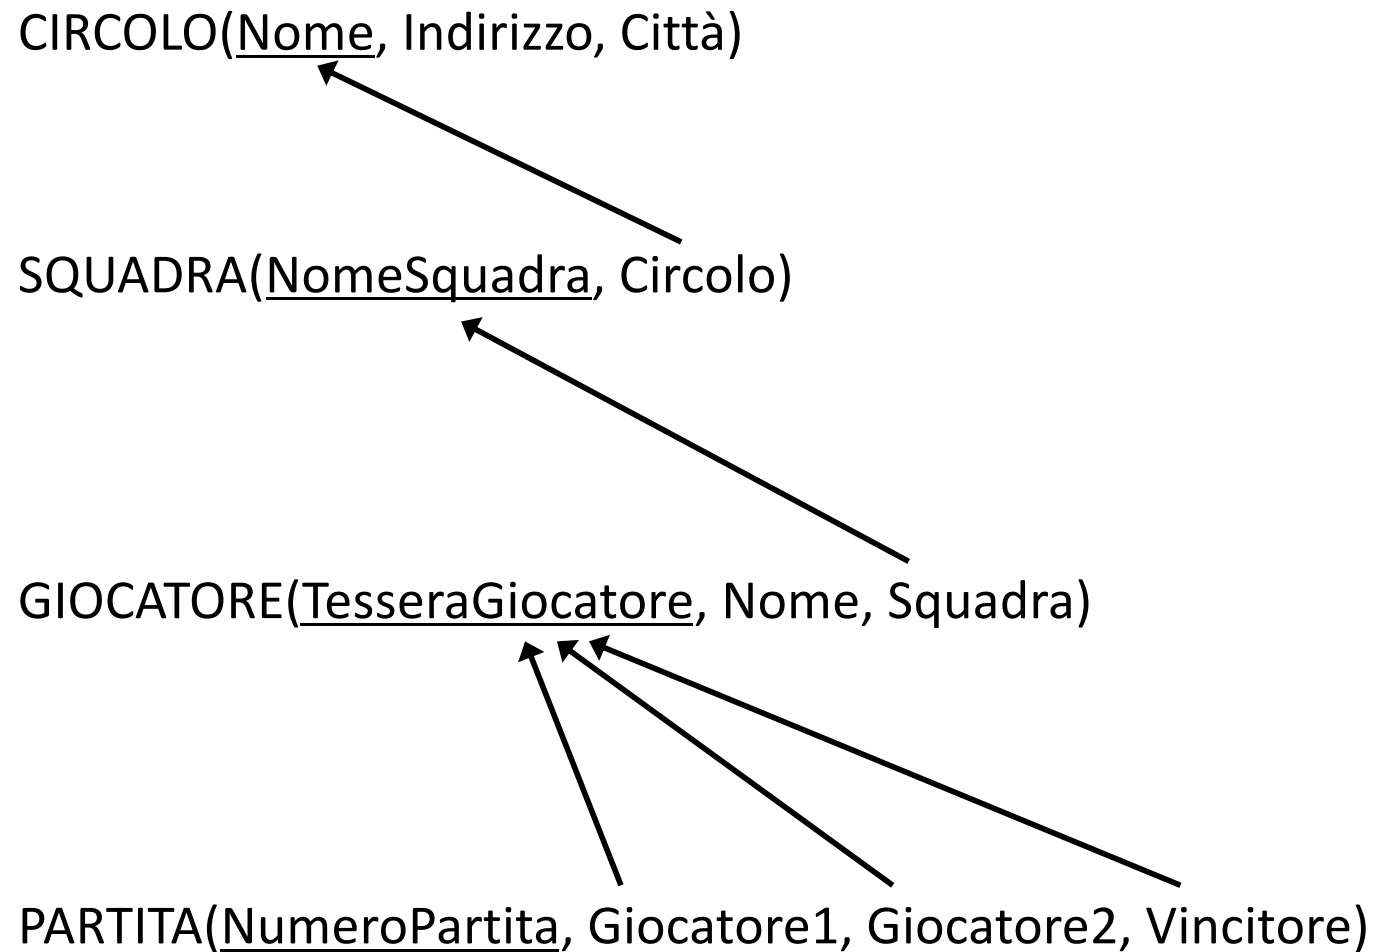 CIRCOLO(Nome, Indirizzo, Città)
SQUADRA(NomeSquadra, Circolo)
GIOCATORE(TesseraGiocatore, Nome, Squadra)
PARTITA(NumeroPartita, Giocatore1, Giocatore2, Vincitore)